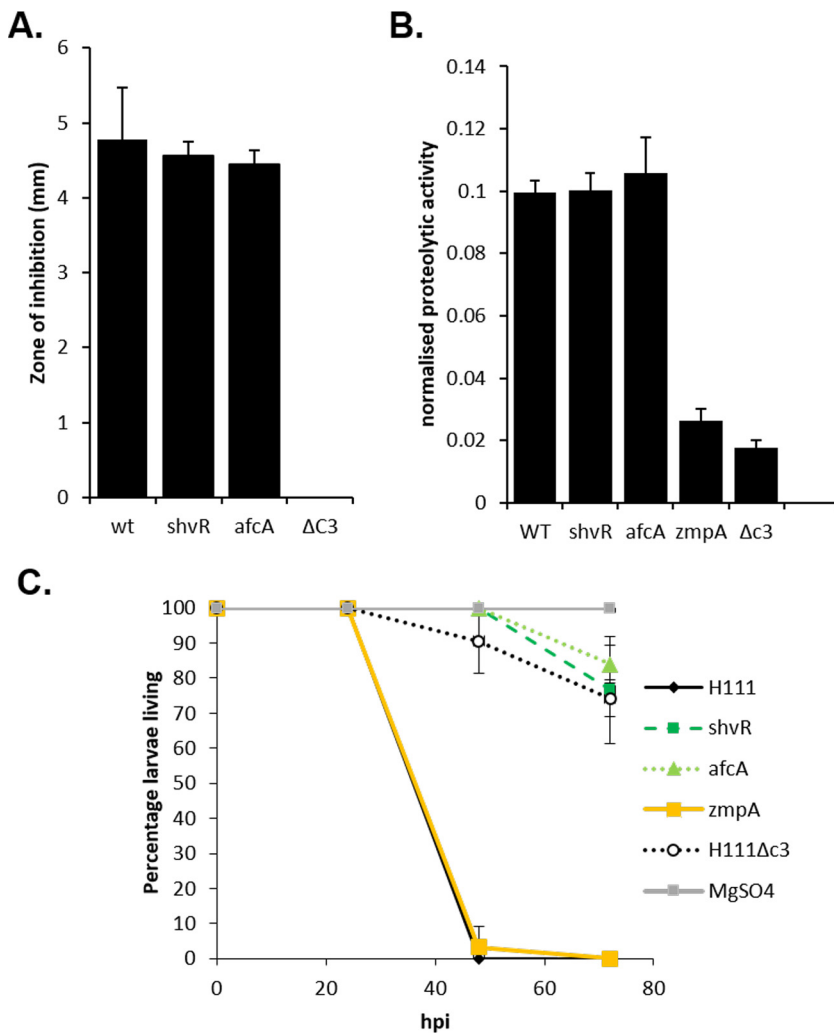 A.
Zone of inhibition (mm)
6
5
4
3
2
1
0
wt shvR afcA ΔC3
B.
normalised proteolytic activity
0.14
0.12
0.1
0.08
0.06
0.04
0.02
0
WT shvR afcA zmpA Δc3
C.
Percentage larvae living
100
90
80
70
60
50
40
30
20
10
0
0 20 40 60 80
hpi
H111
shvR
afcA
zmpA
H111Δc3
MgSO4